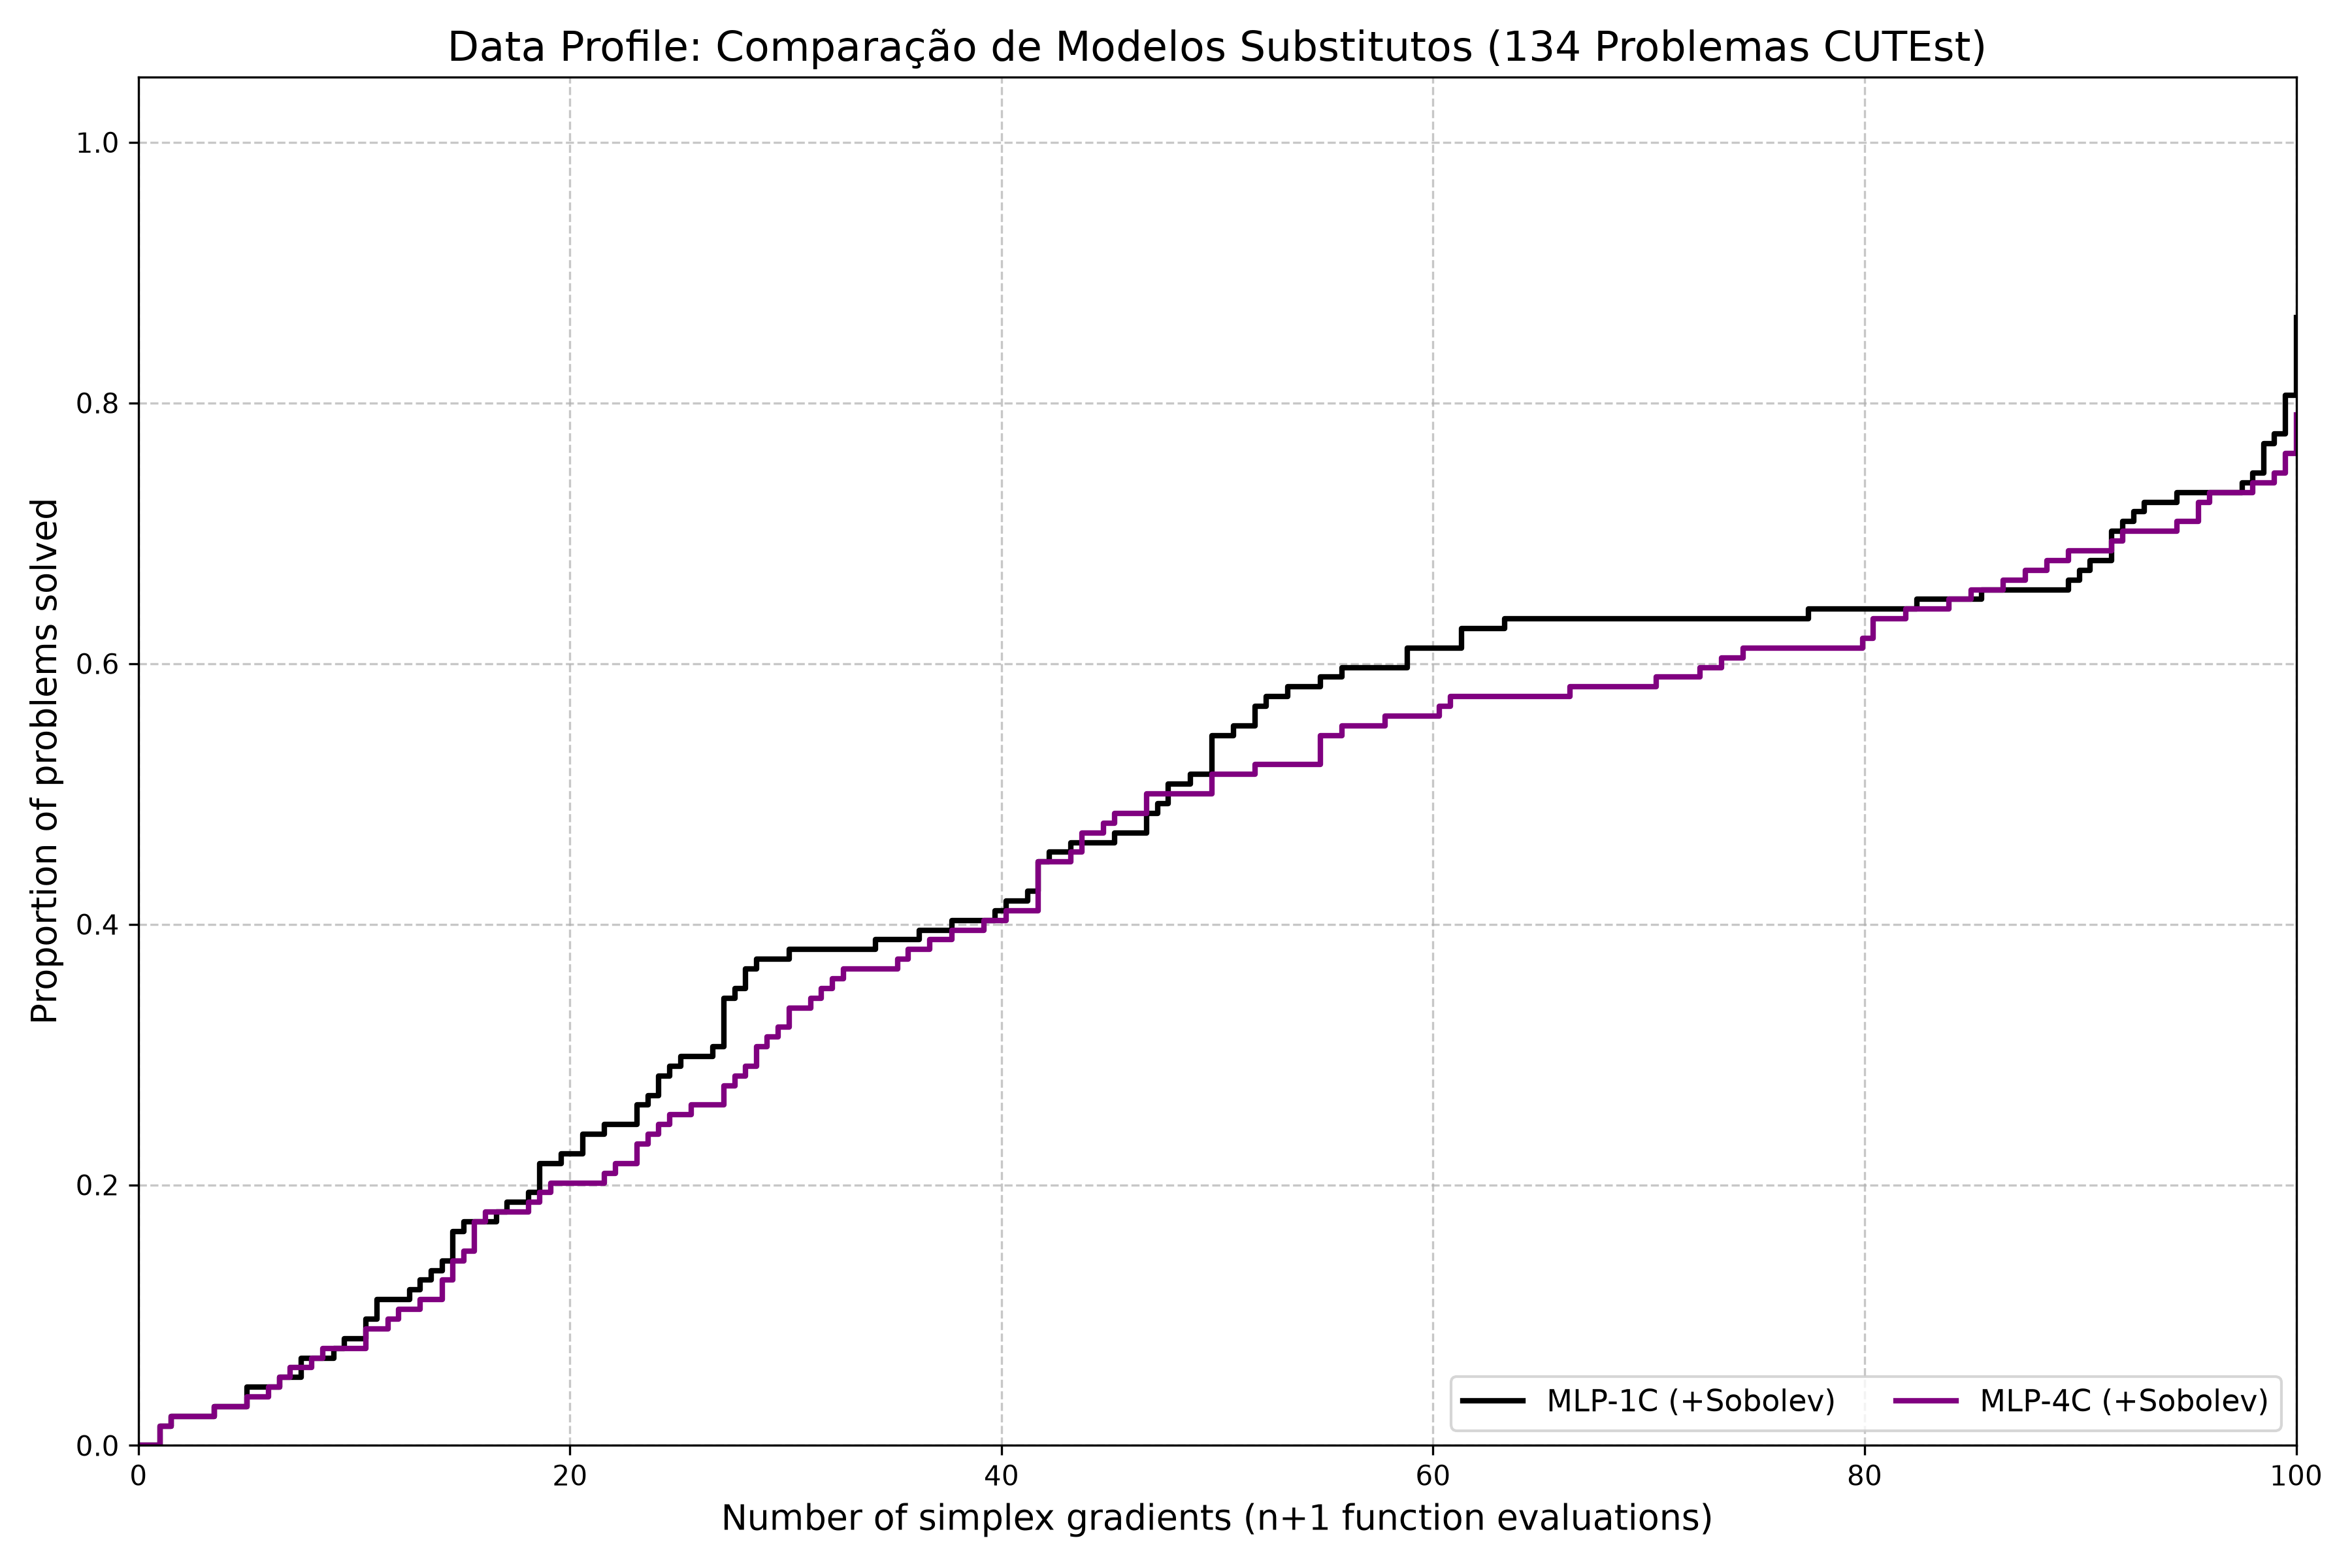 Data Profile: Comparação de Modelos Substitutos (134 Problemas CUTEst)
Proportion of problems solved
1.0
0.8
0.6
0.4
0.2
0.0
0 20 40 60 80 100
Number of simplex gradients (n+1 function evaluations)
MLP-1C (+Sobolev) MLP-4C (+Sobolev)